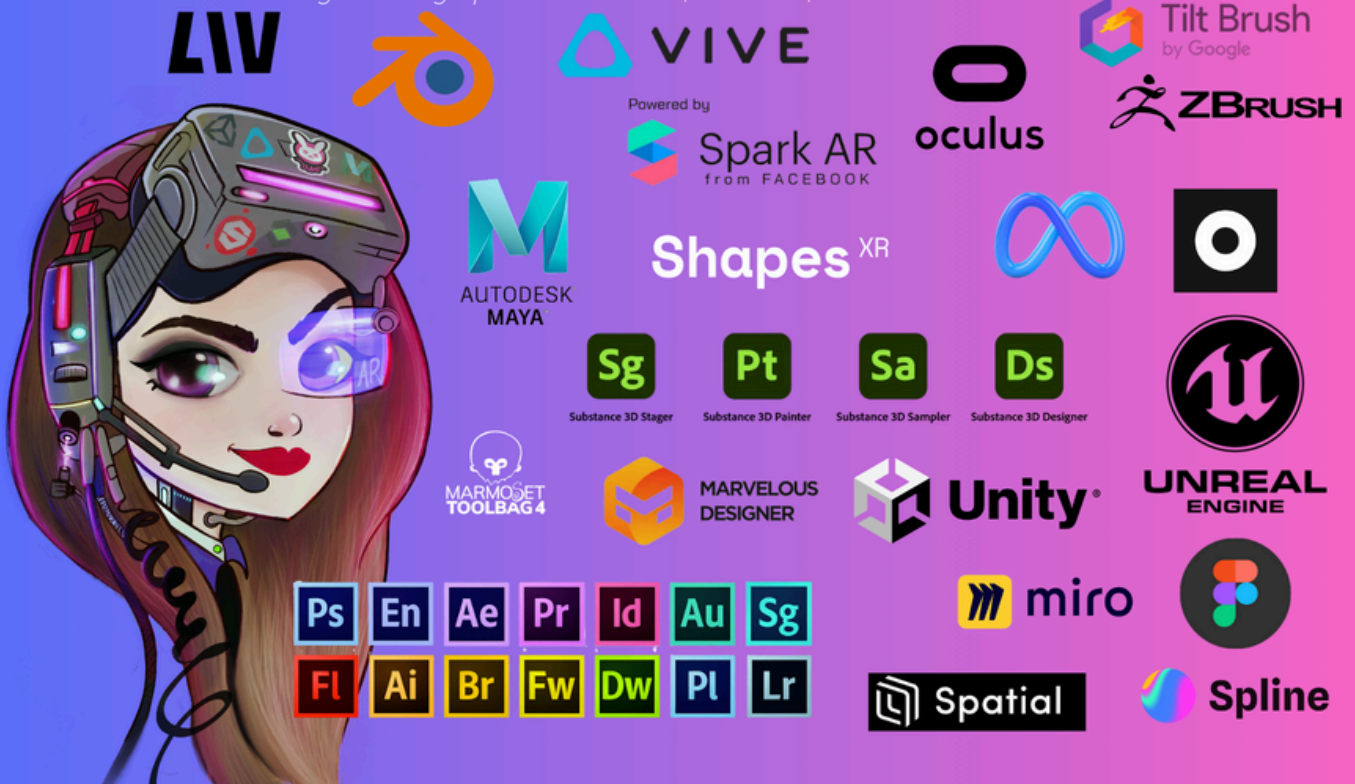 LIV
VIVE
Tilt Brush
by Google
oculus
ZBRUSH
Powered by
Spark AR
from FACEBOOK
AUTODESK
MAYA
Shapes XR
AR
Sg
Pt
Sa
Ds
Substance 3D Stager
Substance 3D Painter
Substance 3D Sampler
Substance 3D Designer
MARMOSET
TOOLBAG 4
MARVELOUS
DESIGNER
Unity
UNREAL
ENGINE
Ps En Ae Pr Id Au Sg
Fl Ai Br Fw Dw Pl Lr
miro
Spatial
Spline